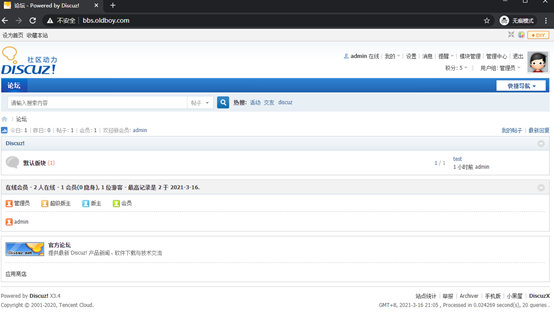 论坛 - Powered by Discuz!
不安全 bbs.oldboy.com 无痕模式
设为首页 收藏本站 DIY
社区动力 DISCUZ!
admin 在线 我的 设置 消息 提醒 模块管理 管理中心 退出
积分: 5 用户组: 管理员
论坛 快捷导航
请输入搜索内容 帖子 热搜: 活动 交友 discuz
论坛
今日: 1 昨日: 0 帖子: 1 会员: 1 欢迎新会员: admin 我的帖子 最新回复
Discuz!
默认版块 (1) 1 / 1 test
1 小时前 admin
在线会员 - 2 人在线 - 1 会员(0 隐身), 1 位游客 - 最高记录是 2 于 2021-3-16.
管理员 超级版主 版主 会员
admin
官方论坛
提供最新 Discuz! 产品新闻、软件下载与技术交流
应用商店
Powered by Discuz! X3.4 站点统计 举报 Archiver 手机版 小黑屋 DiscuzX
Copyright © 2001-2020, Tencent Cloud. GMT+8, 2021-3-16 21:05 , Processed in 0.024269 second(s), 20 queries .